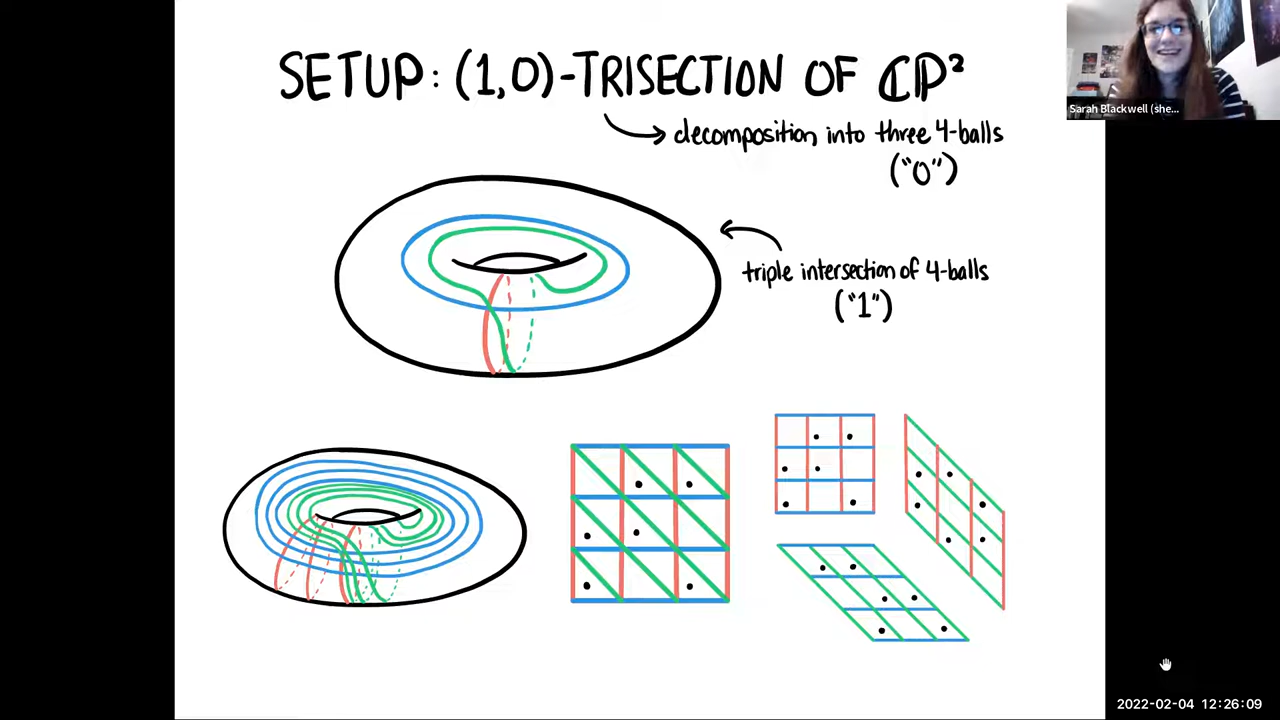 SETUP: (1,0)-TRISECTION OF ℂℙ²
decomposition into three 4-balls
("0")
triple intersection of 4-balls
("1")
Sarah Blackwell (she...
2022-02-04 12:26:09